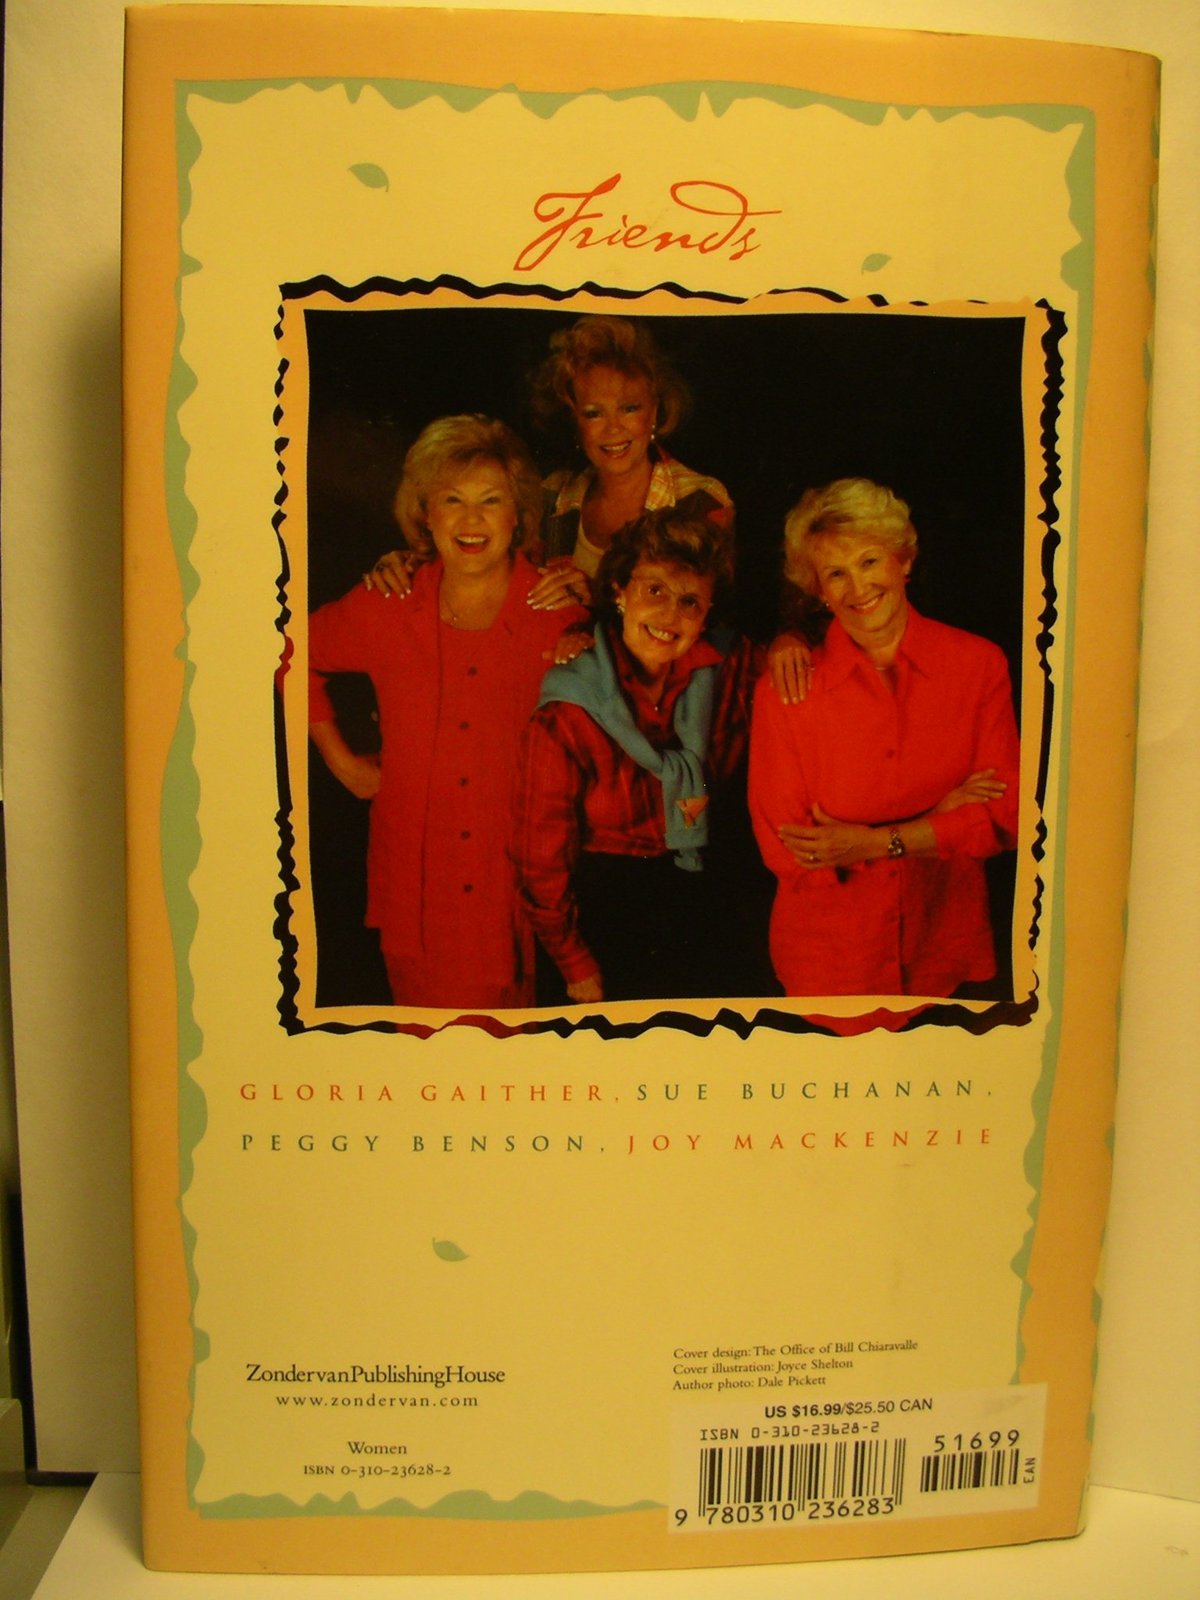 Friends
GLORIA GAITHER, SUE BUCHANAN,
PEGGY BENSON, JOY MACKENZIE
ZondervanPublishingHouse
www.zondervan.com
Women
ISBN 0-310-23628-2
Cover design: The Office of Bill Chiaravalle
Cover illustration: Joyce Shelton
Author photo: Dale Pickett
US $16.99/$25.50 CAN
ISBN 0-310-23628-2
51699
EAN
9 780310 236283